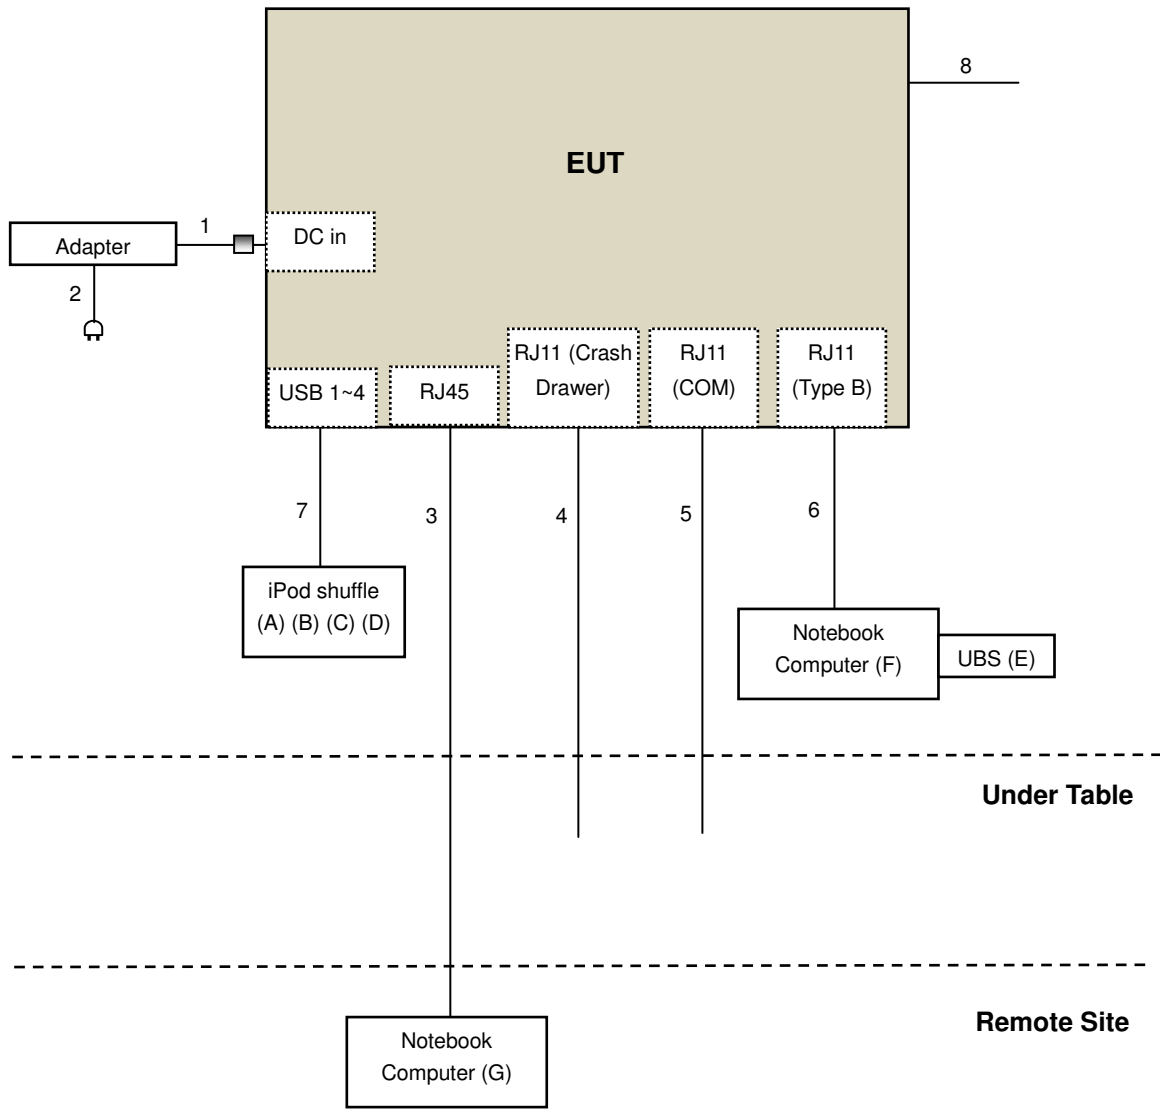 8
EUT
1
DC in
Adapter
2
RJ11 (Crash
Drawer)
RJ11
(COM)
RJ11
(Type B)
USB 1~4
RJ45
7
3
4
5
6
iPod shuffle
(A) (B) (C) (D)
Notebook
Computer (F)
UBS (E)
Under Table
Remote Site
Notebook
Computer (G)